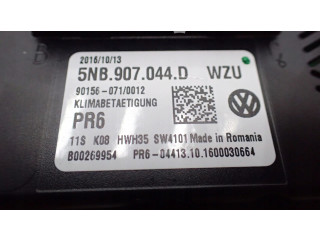 2016/10/13
5NB.907.044.D WZU
90156-071/0012
KLIMABETAETIGUNG
PR6
11S K08 HWH35 SW4101 Made in Romania
B00269954 PR6-04413.10.1600030664